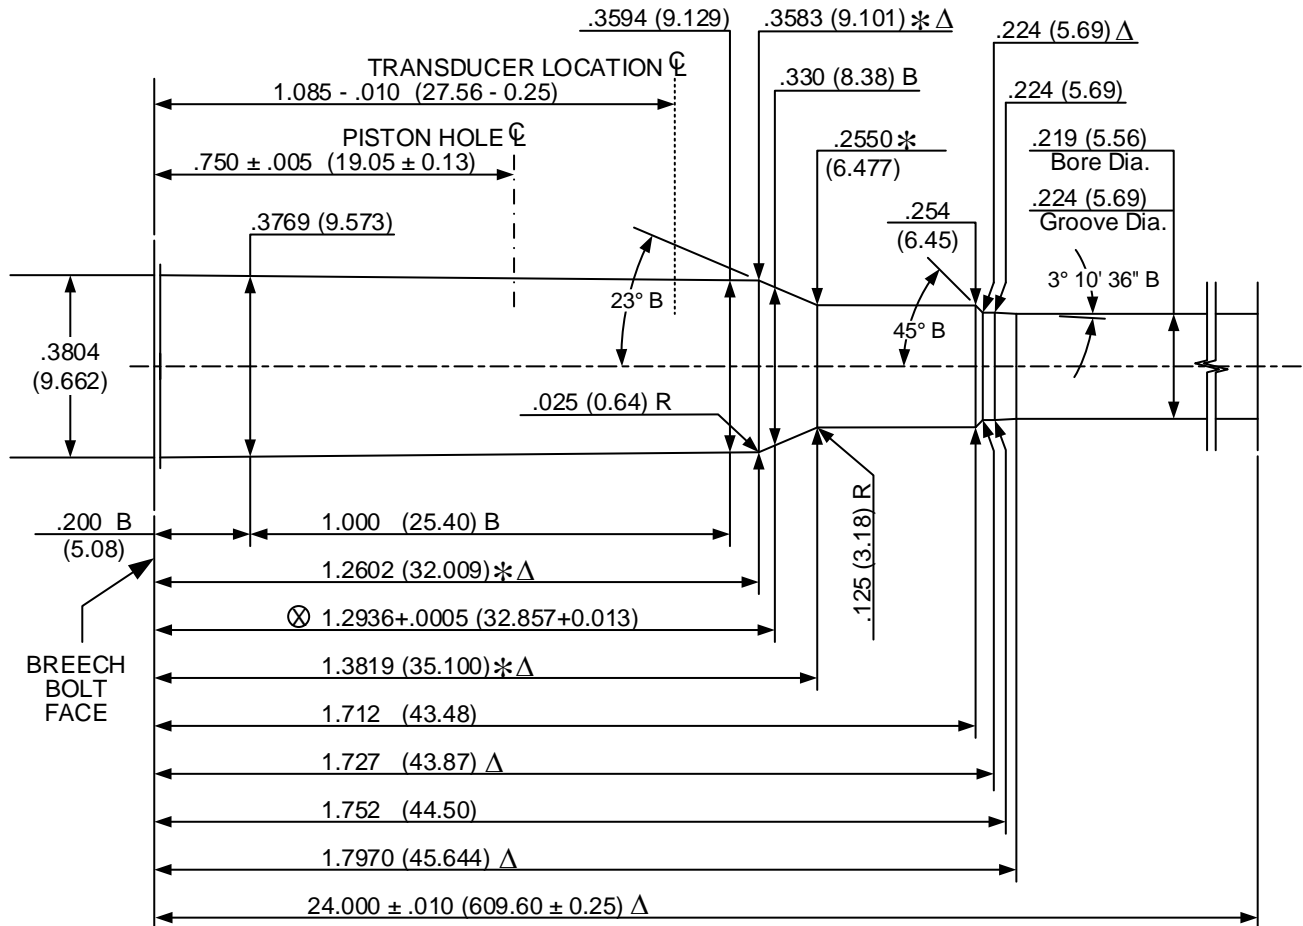 .3594 (9.129)
.3583 (9.101) ✻ Δ
.224 (5.69) Δ
TRANSDUCER LOCATION ℄
1.085 - .010 (27.56 - 0.25)
.330 (8.38) B
.224 (5.69)
PISTON HOLE ℄
.750 ± .005 (19.05 ± 0.13)
.2550 ✻
(6.477)
.219 (5.56)
Bore Dia.
.3769 (9.573)
.254
(6.45)
.224 (5.69)
Groove Dia.
23° B
3° 10' 36" B
45° B
.3804
(9.662)
.025 (0.64) R
.125 (3.18) R
.200 B
(5.08)
1.000 (25.40) B
1.2602 (32.009) ✻ Δ
⊗ 1.2936+.0005 (32.857+0.013)
BREECH
BOLT
FACE
1.3819 (35.100) ✻ Δ
1.712 (43.48)
1.727 (43.87) Δ
1.752 (44.50)
1.7970 (45.644) Δ
24.000 ± .010 (609.60 ± 0.25) Δ